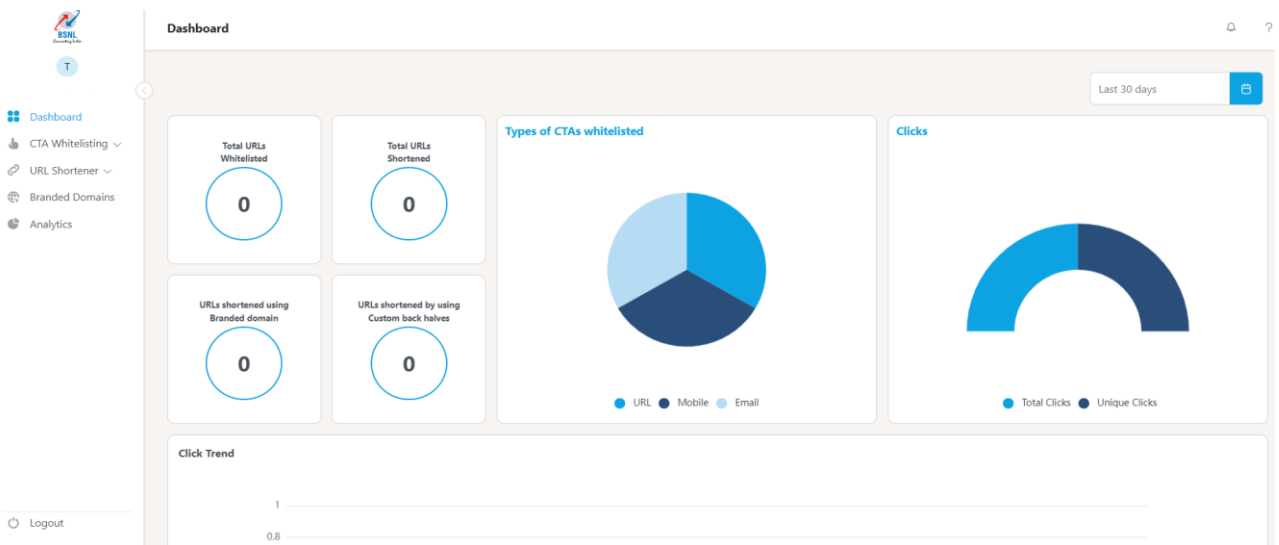 BSNL
Connecting India
T
Dashboard
CTA Whitelisting
URL Shortener
Branded Domains
Analytics
Logout
Dashboard
?
Last 30 days
Total URLs
Whitelisted
0
Total URLs
Shortened
0
URLs shortened using
Branded domain
0
URLs shortened by using
Custom back halves
0
Types of CTAs whitelisted
URL Mobile Email
Clicks
Total Clicks Unique Clicks
Click Trend
1
0.8